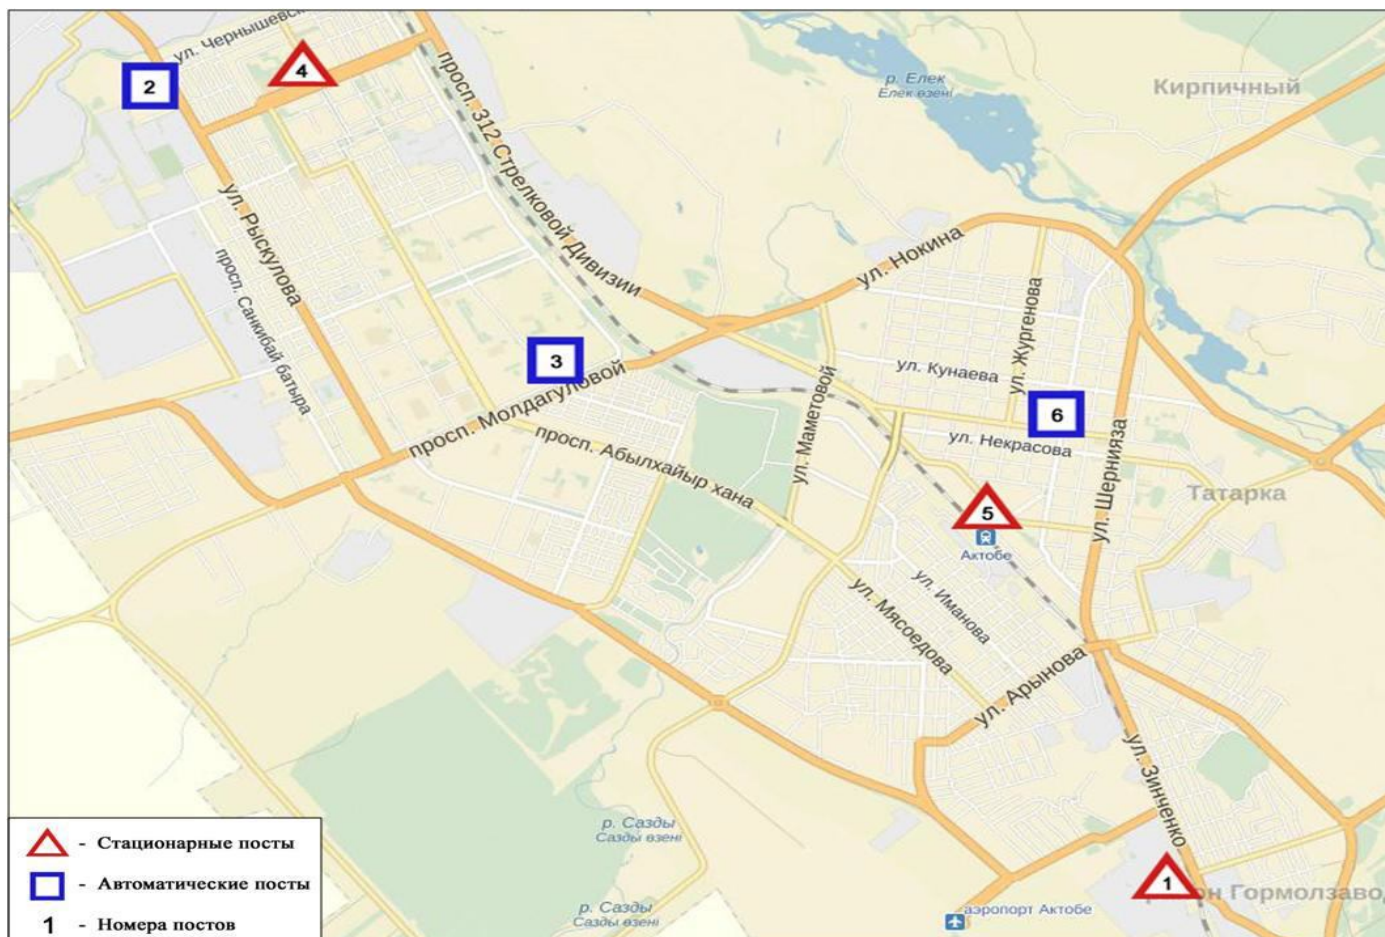 ул. Чернышевск
2
4
р. Елек
Елек өзені
Кирпичный
просп. 312 Стрелковой Дивизии
ул. Рыскулова
просп. Санкибай батыра
ул. Нокина
ул. Жургенова
3
ул. Кунаева
6
просп. Молдагуловой
ул. Маметовой
ул. Некрасова
просп. Абылхайыр хана
ул. Шернияза
Татарка
5
Актобе
ул. Иманова
ул. Мясоедова
ул. Арынова
ул. Зинченко
р. Сазды
Сазды өзені
1
он Гормолзавод
р. Сазды
Сазды өзені
аэропорт Актобе
- Стационарные посты
- Автоматические посты
1 - Номера постов